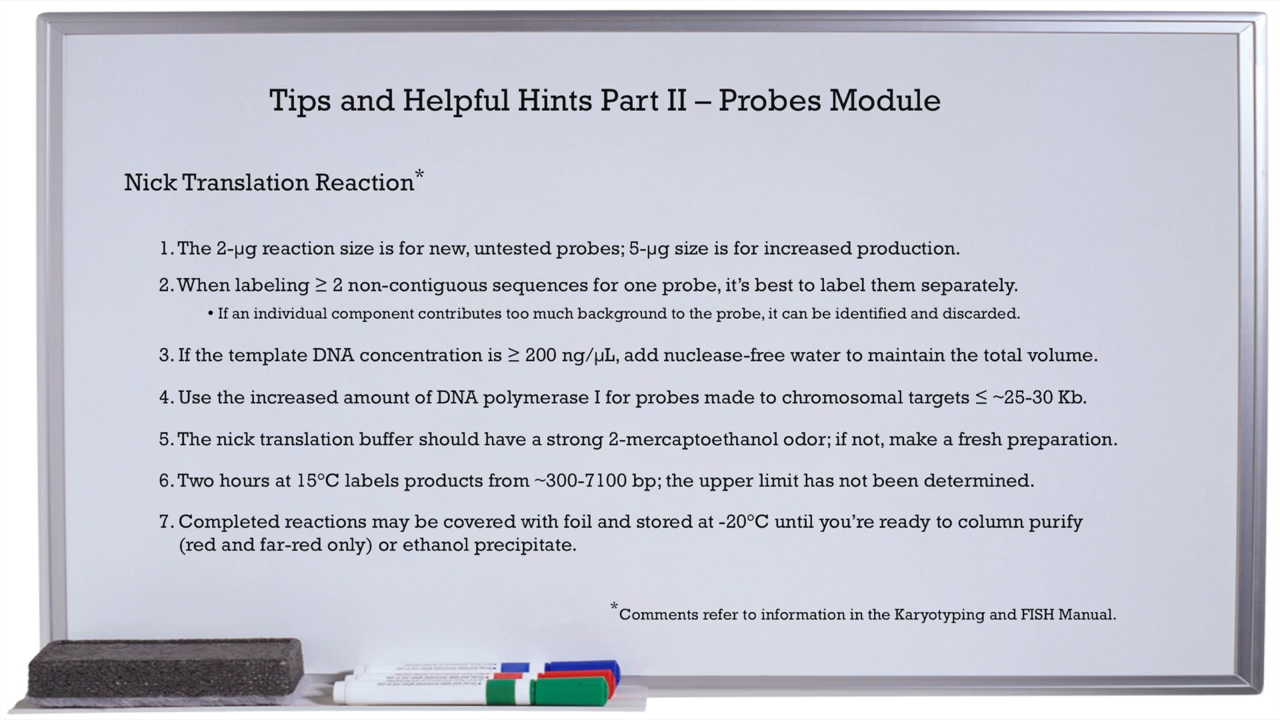 Tips and Helpful Hints Part II – Probes Module
Nick Translation Reaction*
1. The 2-µg reaction size is for new, untested probes; 5-µg size is for increased production.
2. When labeling ≥ 2 non-contiguous sequences for one probe, it’s best to label them separately.
• If an individual component contributes too much background to the probe, it can be identified and discarded.
3. If the template DNA concentration is ≥ 200 ng/µL, add nuclease-free water to maintain the total volume.
4. Use the increased amount of DNA polymerase I for probes made to chromosomal targets ≤ ~25-30 Kb.
5. The nick translation buffer should have a strong 2-mercaptoethanol odor; if not, make a fresh preparation.
6. Two hours at 15°C labels products from ~300-7100 bp; the upper limit has not been determined.
7. Completed reactions may be covered with foil and stored at -20°C until you’re ready to column purify
(red and far-red only) or ethanol precipitate.
*Comments refer to information in the Karyotyping and FISH Manual.